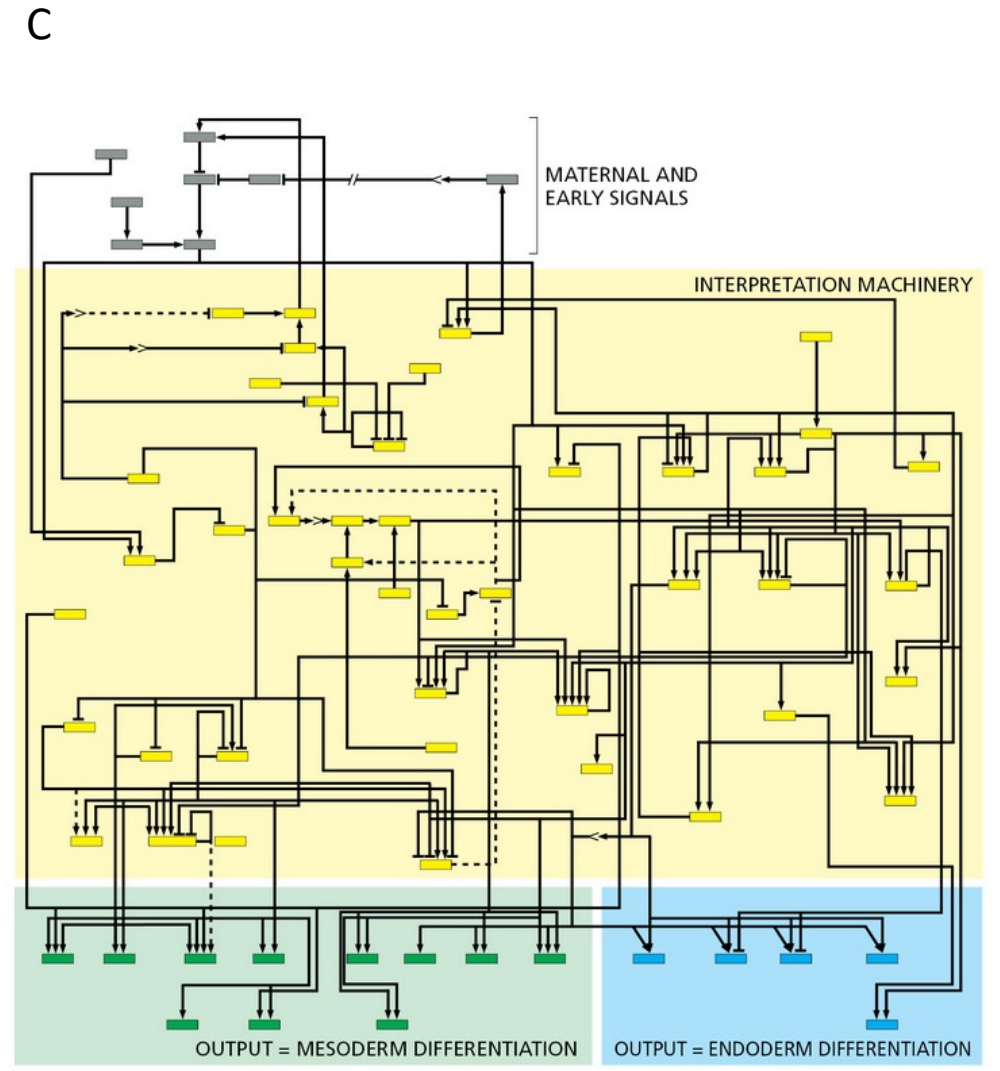 C
MATERNAL AND
EARLY SIGNALS
INTERPRETATION MACHINERY
OUTPUT = MESODERM DIFFERENTIATION
OUTPUT = ENDODERM DIFFERENTIATION